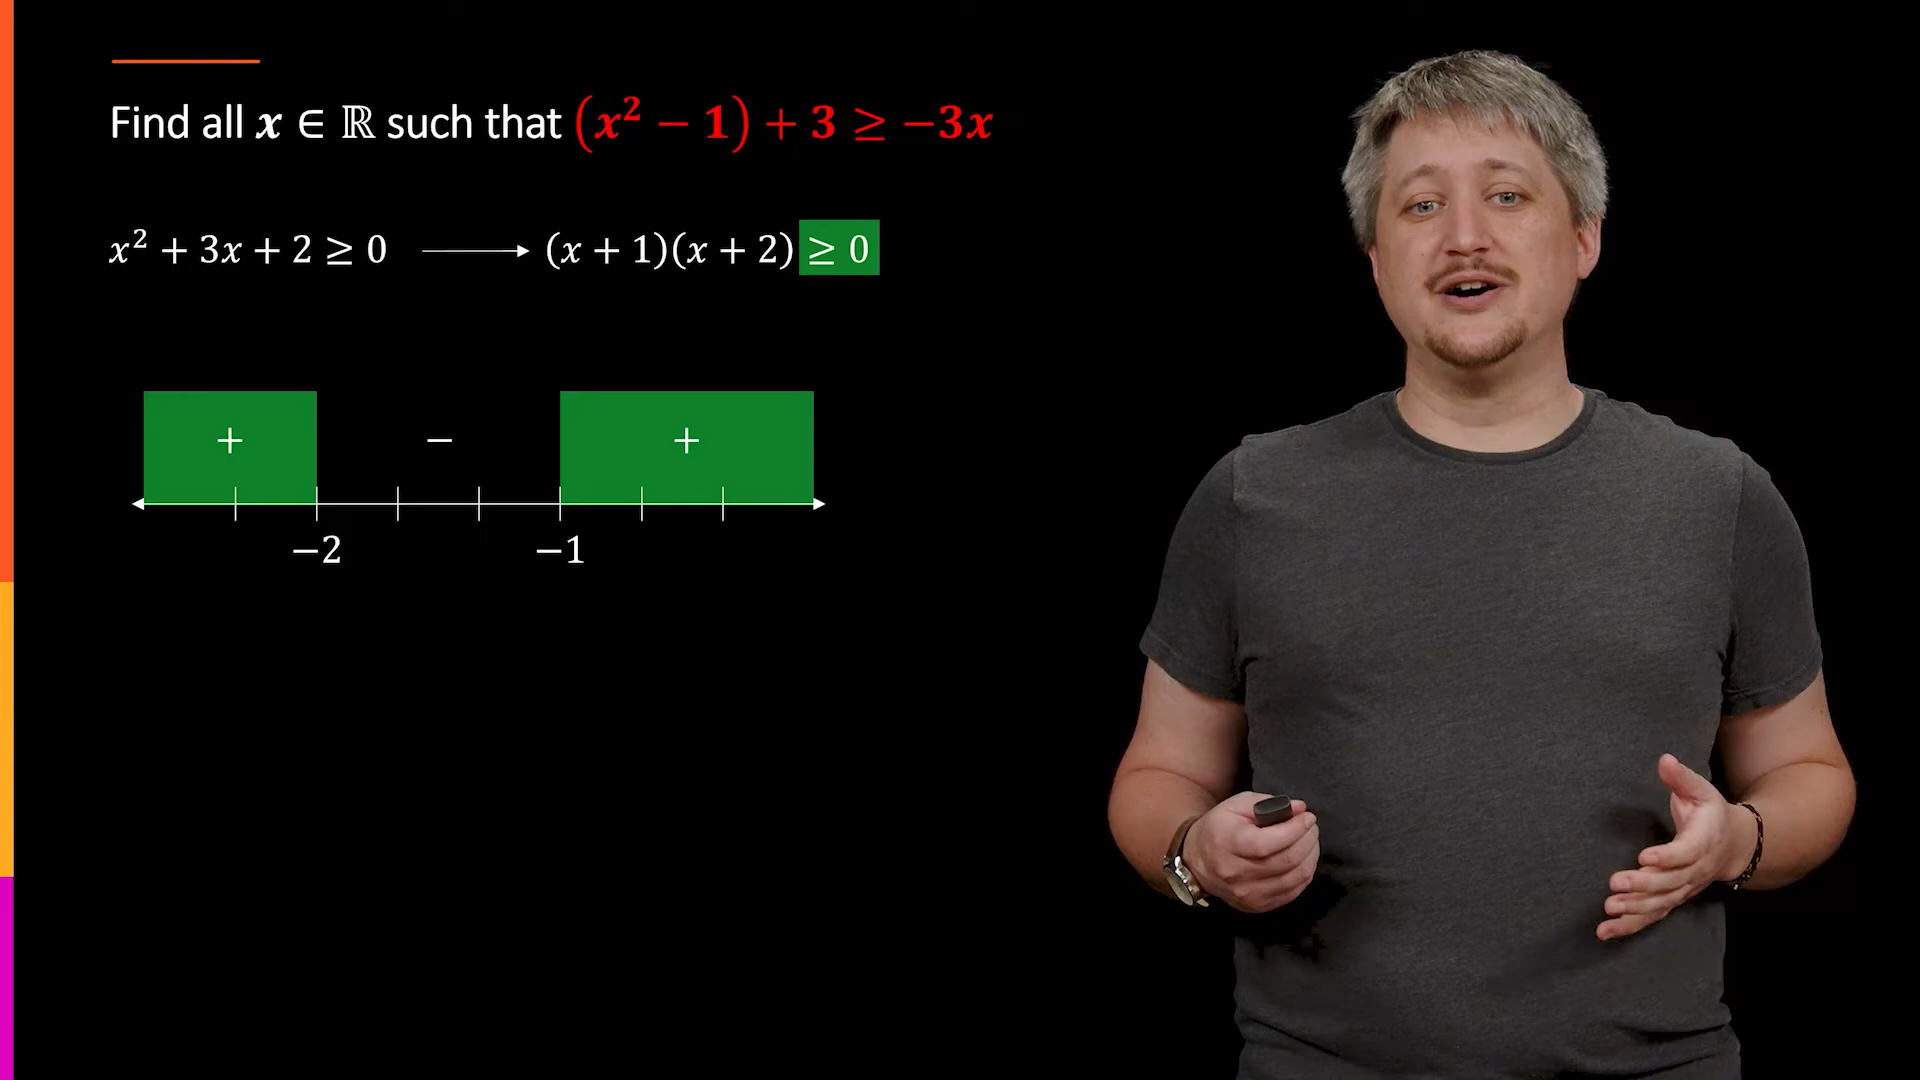 Find all x ∈ ℝ such that (x² − 1) + 3 ≥ −3x
x² + 3x + 2 ≥ 0 ⟶ (x + 1)(x + 2) ≥ 0
+ − +
−2 −1